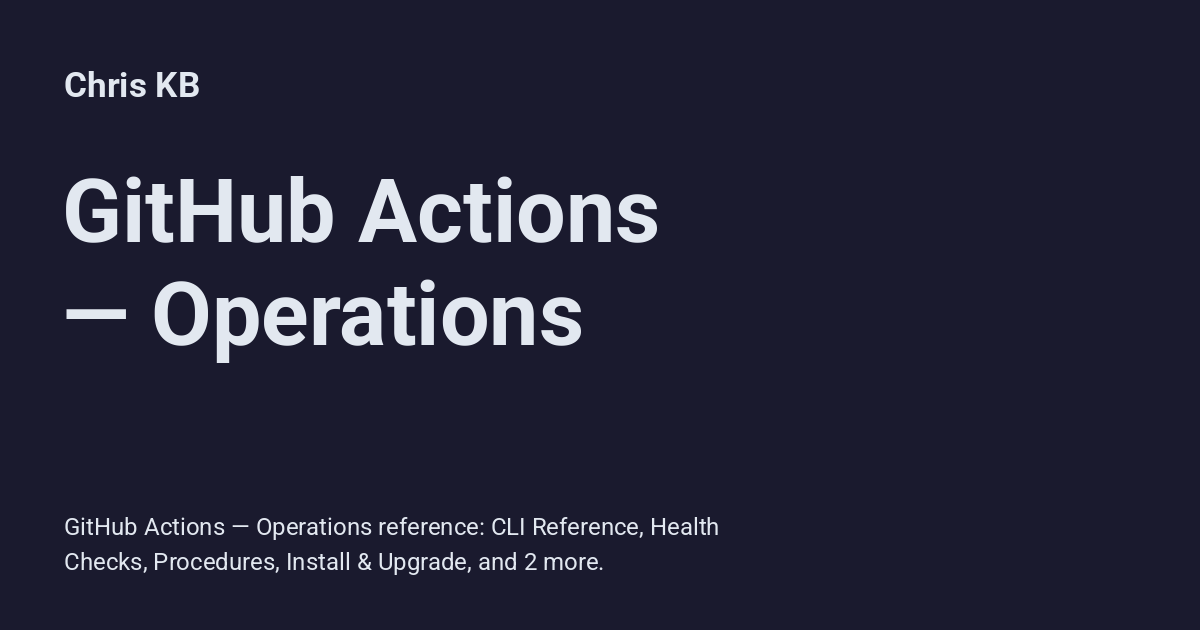 Chris KB
GitHub Actions
— Operations
GitHub Actions — Operations reference: CLI Reference, Health
Checks, Procedures, Install & Upgrade, and 2 more.